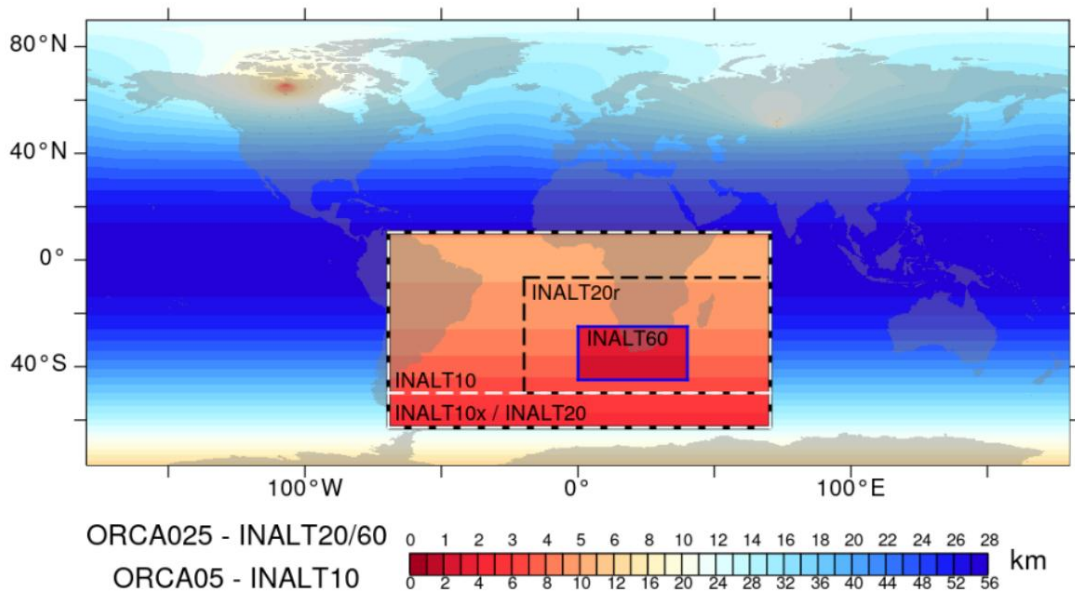 80°N
40°N
0°
40°S
INALT20r
INALT60
INALT10
INALT10x / INALT20
100°W 0° 100°E
ORCA025 - INALT20/60 0 1 2 3 4 5 6 8 10 12 14 16 18 20 22 24 26 28 km
ORCA05 - INALT10 0 2 4 6 8 10 12 16 20 24 28 32 36 40 44 48 52 56